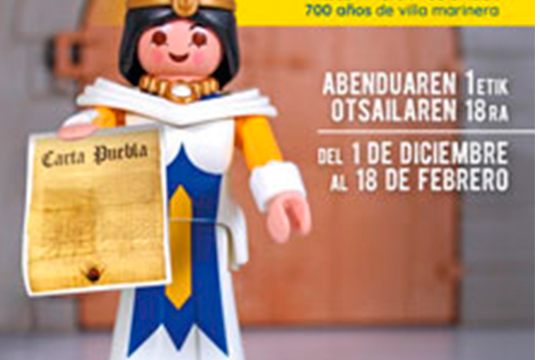 700 años de villa marinera
ABENDUAREN 1ETIK
OTSAILAREN 18RA
DEL 1 DE DICIEMBRE
AL 18 DE FEBRERO
Carta Puebla